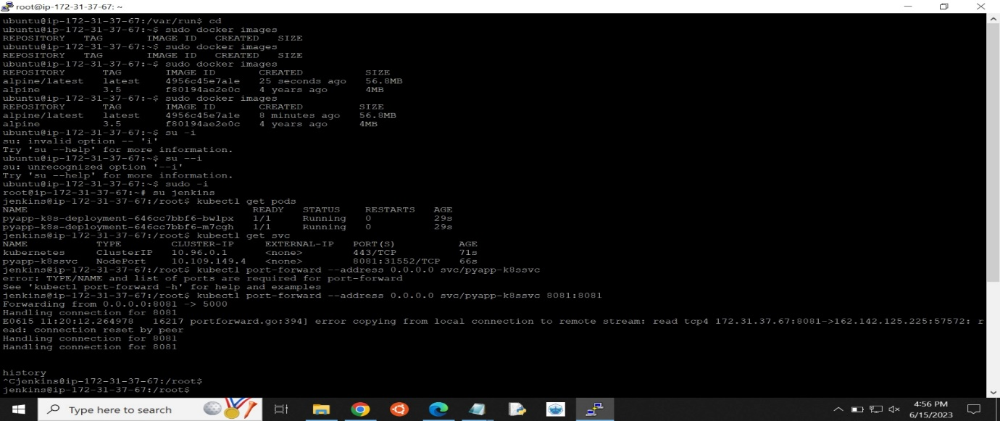 root@ip-172-31-37-67: ~
ubuntu@ip-172-31-37-67:/var/run$ cd
ubuntu@ip-172-31-37-67:~$ sudo docker images
REPOSITORY   TAG       IMAGE ID   CREATED   SIZE
ubuntu@ip-172-31-37-67:~$ sudo docker images
REPOSITORY   TAG       IMAGE ID   CREATED   SIZE
ubuntu@ip-172-31-37-67:~$ sudo docker images
REPOSITORY      TAG       IMAGE ID       CREATED          SIZE
alpine/latest   latest    4956c45e7a1e   25 seconds ago   56.8MB
alpine          3.5       f80194ae2e0c   4 years ago      4MB
ubuntu@ip-172-31-37-67:~$ sudo docker images
REPOSITORY      TAG       IMAGE ID       CREATED         SIZE
alpine/latest   latest    4956c45e7a1e   8 minutes ago   56.8MB
alpine          3.5       f80194ae2e0c   4 years ago     4MB
ubuntu@ip-172-31-37-67:~$ su -i
su: invalid option -- 'i'
Try 'su --help' for more information.
ubuntu@ip-172-31-37-67:~$ su --i
su: unrecognized option '--i'
Try 'su --help' for more information.
ubuntu@ip-172-31-37-67:~$ sudo -i
root@ip-172-31-37-67:~# su jenkins
jenkins@ip-172-31-37-67:/root$ kubectl get pods
NAME                                    READY   STATUS    RESTARTS   AGE
pyapp-k8s-deployment-646cc7bbf6-bwlpx   1/1     Running   0          29s
pyapp-k8s-deployment-646cc7bbf6-m7cgh   1/1     Running   0          29s
jenkins@ip-172-31-37-67:/root$ kubectl get svc
NAME           TYPE        CLUSTER-IP     EXTERNAL-IP   PORT(S)          AGE
kubernetes     ClusterIP   10.96.0.1      <none>        443/TCP          71s
pyapp-k8ssvc   NodePort    10.109.149.4   <none>        8081:31552/TCP   66s
jenkins@ip-172-31-37-67:/root$ kubectl port-forward --address 0.0.0.0 svc/pyapp-k8ssvc
error: TYPE/NAME and list of ports are required for port-forward
See 'kubectl port-forward -h' for help and examples
jenkins@ip-172-31-37-67:/root$ kubectl port-forward --address 0.0.0.0 svc/pyapp-k8ssvc 8081:8081
Forwarding from 0.0.0.0:8081 -> 5000
Handling connection for 8081
E0615 11:20:12.264978   16217 portforward.go:394] error copying from local connection to remote stream: read tcp4 172.31.37.67:8081->162.142.125.225:57572: r
ead: connection reset by peer
Handling connection for 8081
Handling connection for 8081
history
^Cjenkins@ip-172-31-37-67:/root$
jenkins@ip-172-31-37-67:/root$
Type here to search
4:56 PM
6/15/2023